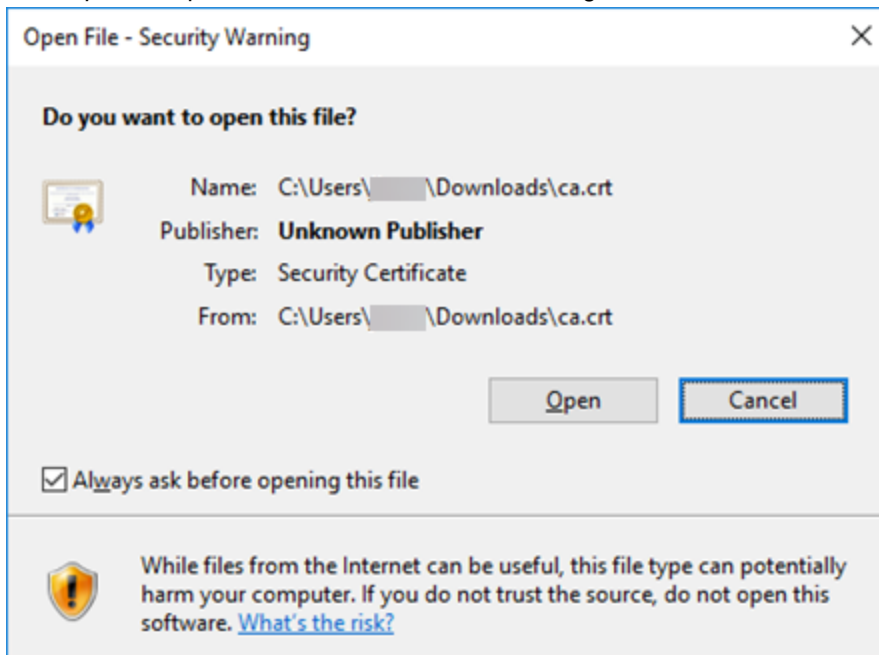 Open File - Security Warning
Do you want to open this file?
Name: C:\Users\ \Downloads\ca.crt
Publisher: Unknown Publisher
Type: Security Certificate
From: C:\Users\ \Downloads\ca.crt
Open Cancel
Always ask before opening this file
While files from the Internet can be useful, this file type can potentially
harm your computer. If you do not trust the source, do not open this
software. What's the risk?